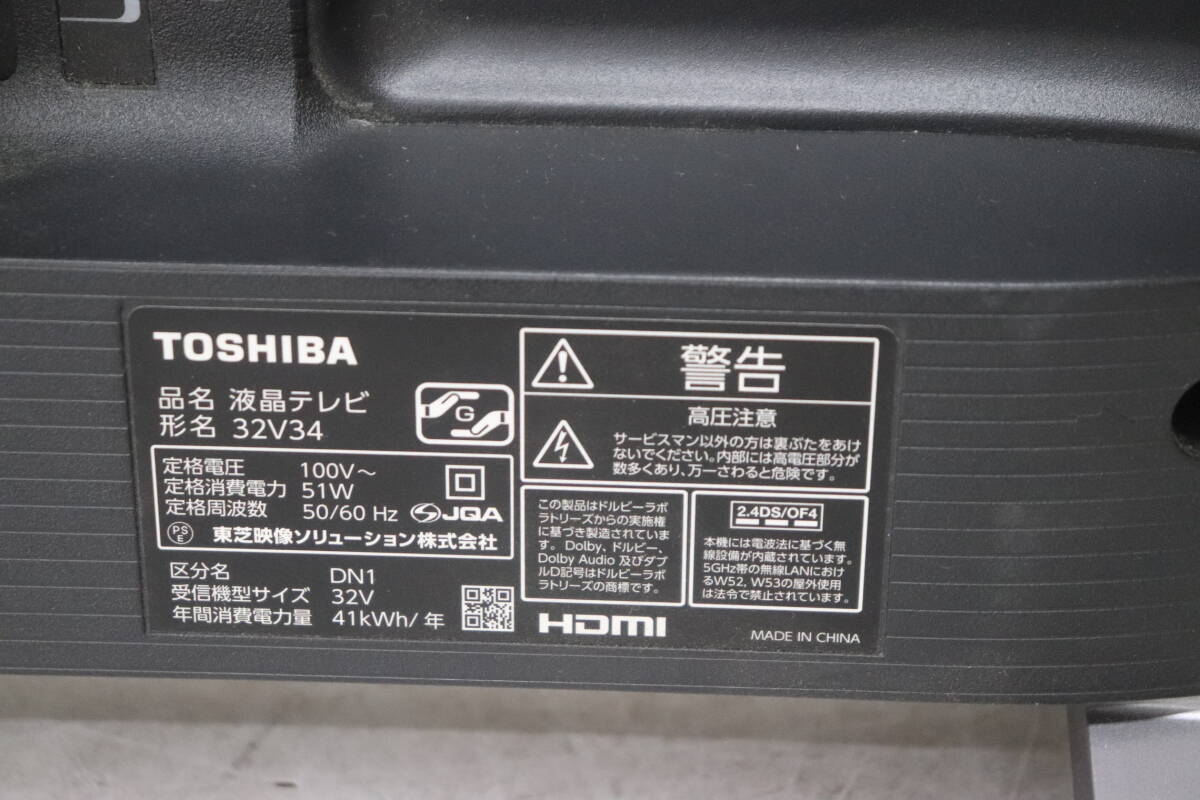 TOSHIBA
品名 液晶テレビ
形名 32V34
G
定格電圧 100V～
定格消費電力 51W
定格周波数 50/60 Hz
JQA
PS
E
東芝映像ソリューション株式会社
区分名 DN1
受信機型サイズ 32V
年間消費電力量 41kWh/年
警告
高圧注意
サービスマン以外の方は裏ぶたをあけ
ないでください。内部には高電圧部分が
数多くあり、万一さわると危険です。
この製品はドルビーラボ
ラトリーズからの実施権
に基づき製造されていま
す。Dolby、ドルビー、
Dolby Audio 及びダブ
ルD記号はドルビーラボ
ラトリーズの商標です。
2.4DS/OF4
本機には電波法に基づく無
線設備が内蔵されています。
5GHz帯の無線LANにおけ
るW52, W53の屋外使用
は法令で禁止されています。
HDMI
MADE IN CHINA